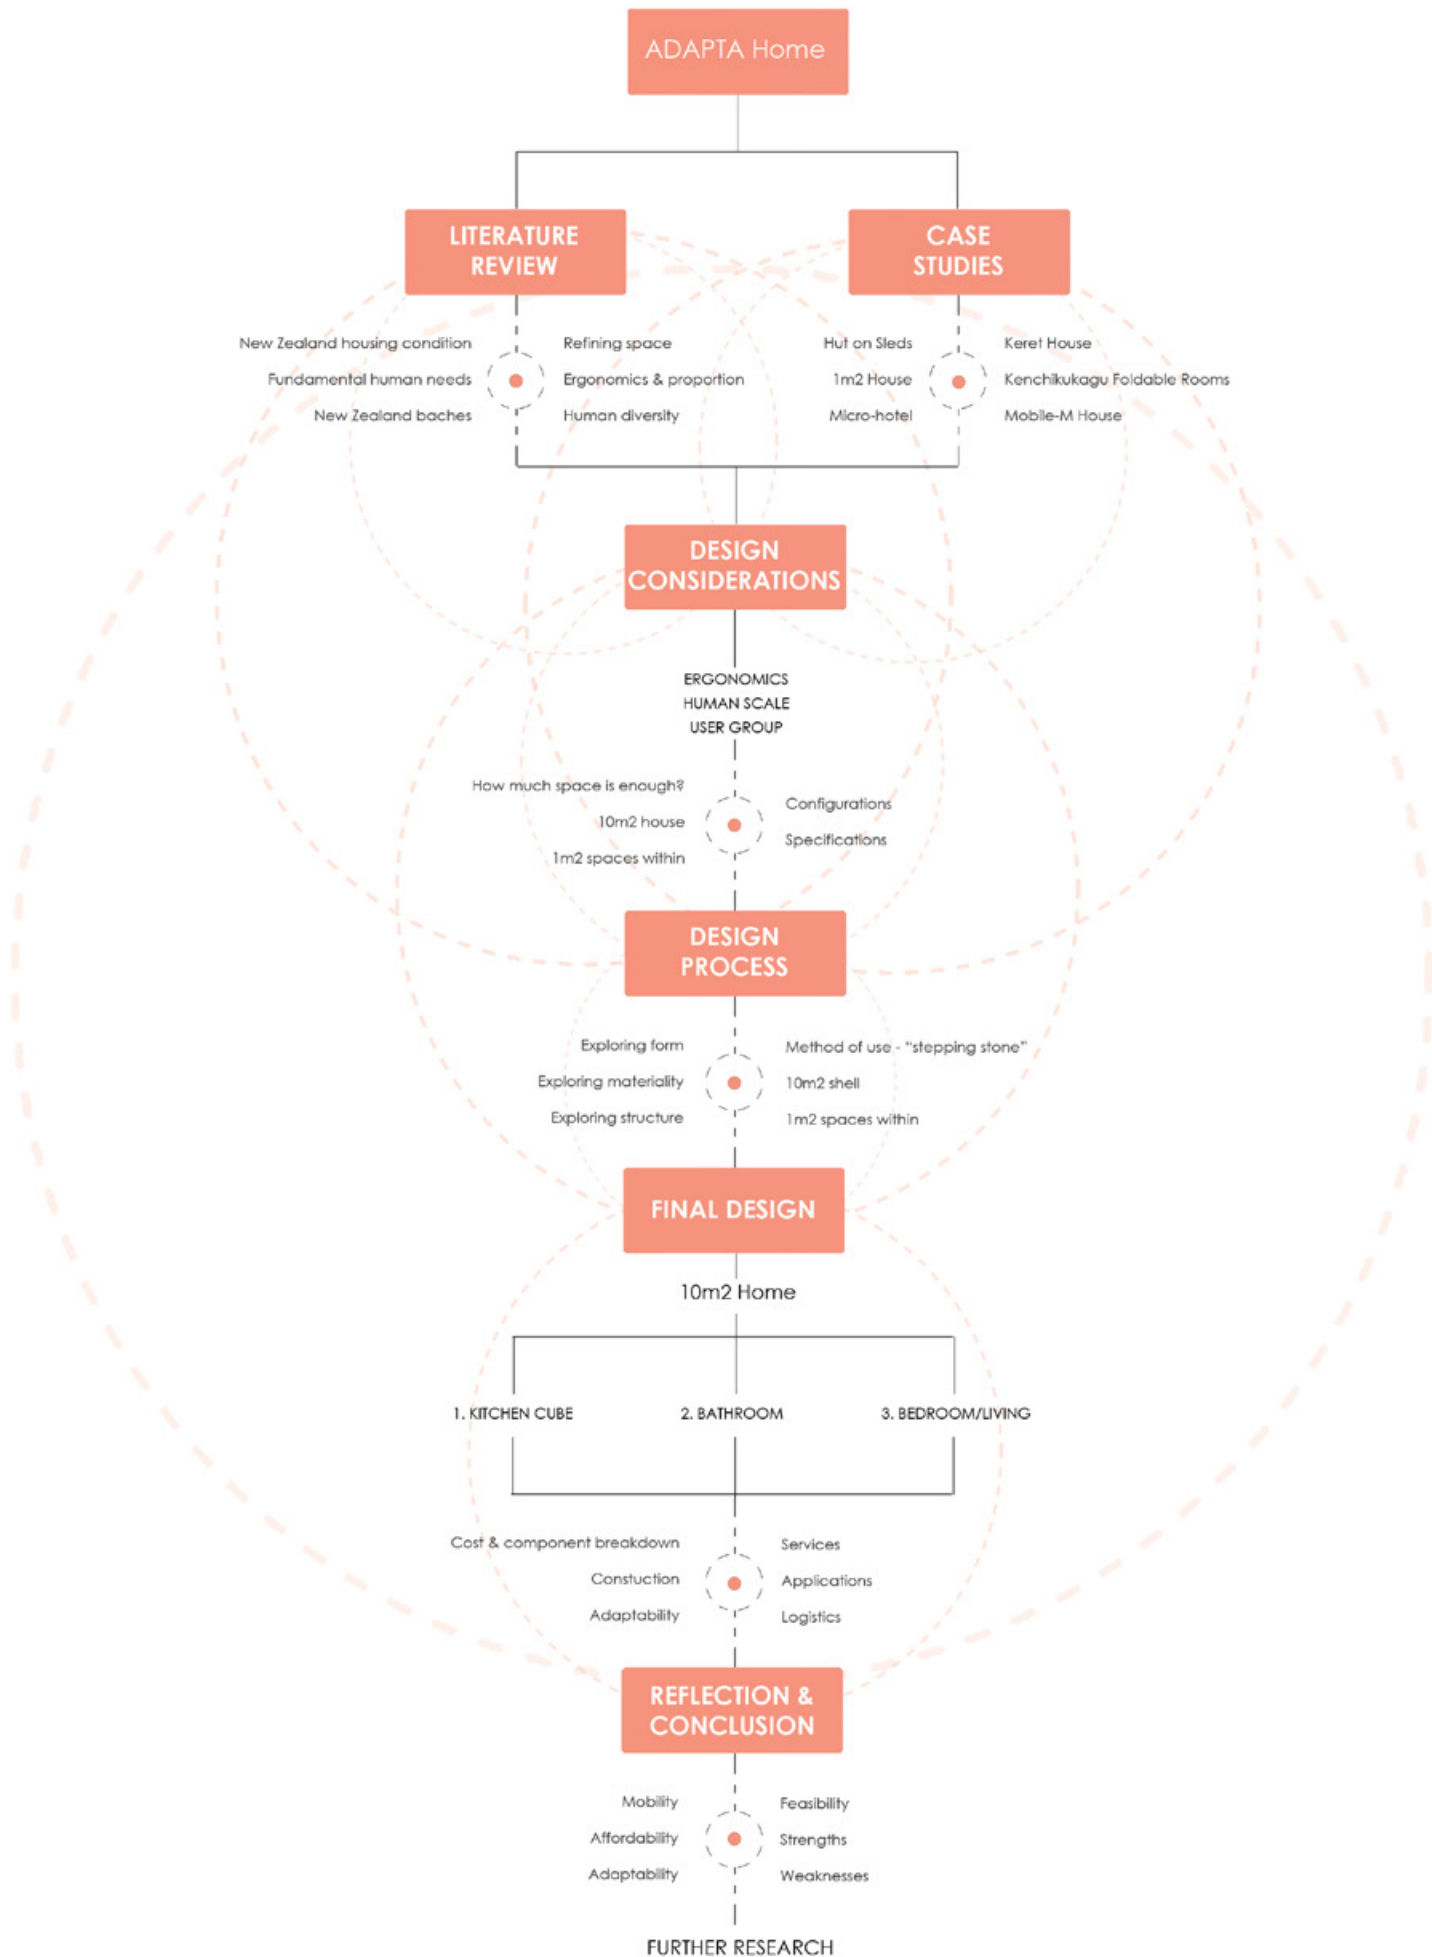 ADAPTA Home
LITERATURE
REVIEW
CASE
STUDIES
New Zealand housing condition
Fundamental human needs
New Zealand baches
Refining space
Ergonomics & proportion
Human diversity
Hut on Sleds
1m2 House
Micro-hotel
Keret House
Kenchikukagu Foldable Rooms
Mobile-M House
DESIGN
CONSIDERATIONS
ERGONOMICS
HUMAN SCALE
USER GROUP
How much space is enough?
10m2 house
1m2 spaces within
Configurations
Specifications
DESIGN
PROCESS
Exploring form
Exploring materiality
Exploring structure
Method of use - “stepping stone”
10m2 shell
1m2 spaces within
FINAL DESIGN
10m2 Home
1. KITCHEN CUBE
2. BATHROOM
3. BEDROOM/LIVING
Cost & component breakdown
Constuction
Adaptability
Services
Applications
Logistics
REFLECTION &
CONCLUSION
Mobility
Affordability
Adaptability
Feasibility
Strengths
Weaknesses
FURTHER RESEARCH